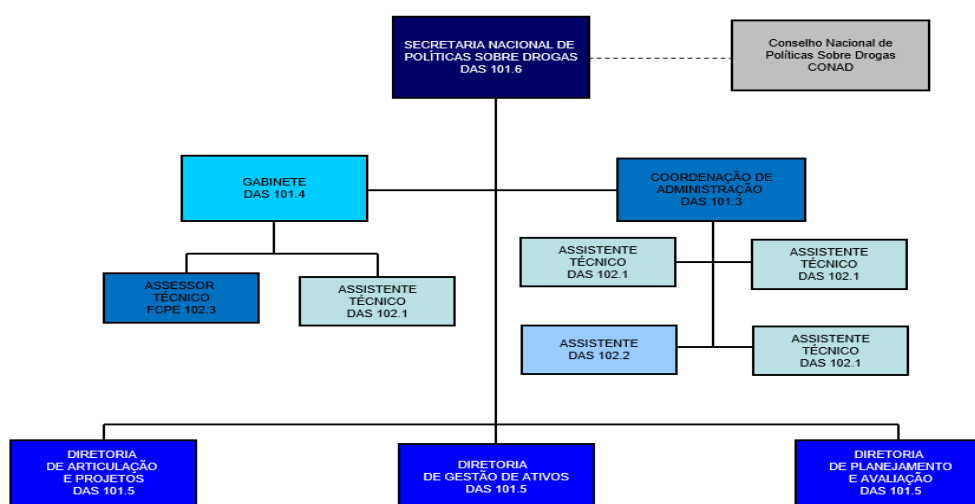 SECRETARIA NACIONAL DE
POLÍTICAS SOBRE DROGAS
DAS 101.6
Conselho Nacional de
Políticas Sobre Drogas
CONAD
GABINETE
DAS 101.4
COORDENAÇÃO DE
ADMINISTRAÇÃO
DAS 101.3
ASSESSOR
TÉCNICO
FCPE 102.3
ASSISTENTE
TÉCNICO
DAS 102.1
ASSISTENTE
TÉCNICO
DAS 102.1
ASSISTENTE
TÉCNICO
DAS 102.1
ASSISTENTE
DAS 102.2
ASSISTENTE
TÉCNICO
DAS 102.1
DIRETORIA
DE ARTICULAÇÃO
E PROJETOS
DAS 101.5
DIRETORIA
DE GESTÃO DE ATIVOS
DAS 101.5
DIRETORIA
DE PLANEJAMENTO
E AVALIAÇÃO
DAS 101.5